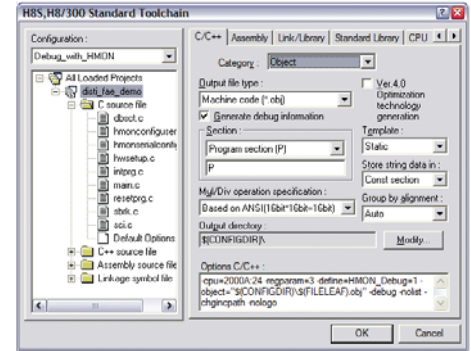 H8S,H8/300 Standard Toolchain
Configuration :
Debug_with_HMON
All Loaded Projects
disti_fae_demo
C source file
dbsct.c
hmonconfiguser
hmonserialconfi
hwsetup.c
intprg.c
main.c
resetprg.c
sbrk.c
sci.c
Default Options
C++ source file
Assembly source file
Linkage symbol file
C/C++ Assembly Link/Library Standard Library CPU
Category : Object
Output file type :
Machine code (*.obj)
Generate debug information
Section :
Program section (P)
P
Mul/Div operation specification :
Based on ANSI(16bit*16bit=16bit)
Output directory :
$(CONFIGDIR)\
Modify...
Ver.4.0
Optimization
technology
generation
Template :
Static
Store string data in :
Const section
Group by alignment :
Auto
Options C/C++ :
-cpu=2000A:24 -regparam=3 -define=HMON_Debug=1 -
object="$(CONFIGDIR)\$(FILELEAF).obj" -debug -nolist -
chgincpath -nologo
OK Cancel